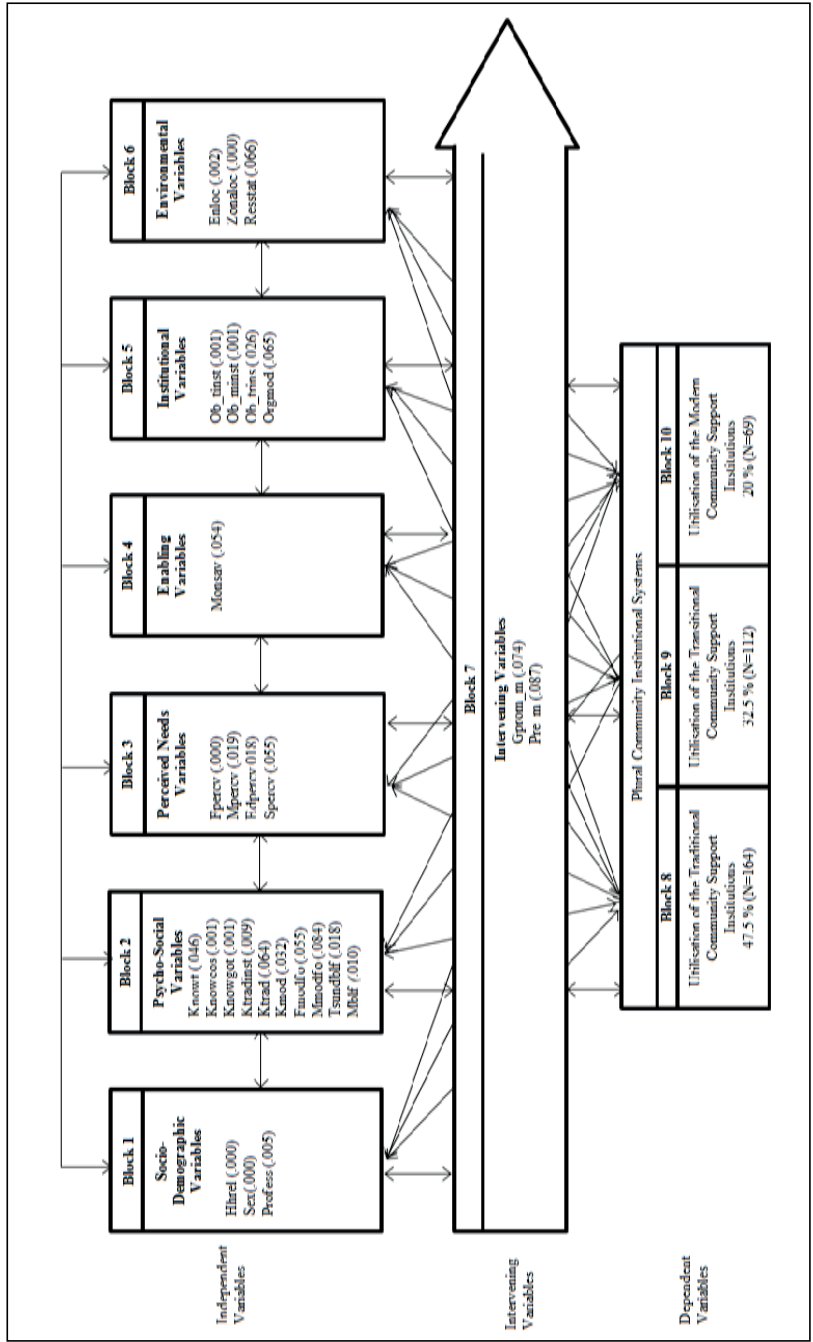 Independent
Variables
Block 1
Socio-
Demographic
Variables
Hhrel (.000)
Sex(.000)
Profess (.005)
Block 2
Psycho-Social
Variables
Knowt (.046)
Knowcos (.001)
Knowgot (.001)
Ktradinst (.009)
Ktrad (.064)
Kmod (.032)
Fmodfo (.055)
Mmodfo (.084)
Tsundblf (.018)
Mblf (.010)
Block 3
Perceived Needs
Variables
Fpercv (.000)
Mpercv (.019)
Edpercv 018)
Spercv (.055)
Block 4
Enabling
Variables
Monsav (.054)
Block 5
Institutional
Variables
Ob_tinst (.001)
Ob_minst (.001)
Ob_trins (.026)
Orgmod (.065)
Block 6
Environmental
Variables
Enloc (.002)
Zonaloc (.000)
Resstat (.066)
Intervening
Variables
Block 7
Intervening Variables
Gprom_m (.074)
Pre_m (.087)
Dependent
Variables
Plural Community Institutional Systems
Block 8
Utilisation of the Traditional
Community Support
Institutions
47.5 % (N=164)
Block 9
Utilisation of the Transitional
Community Support
Institutions
32.5 % (N=112)
Block 10
Utilisation of the Modern
Community Support
Institutions
20 % (N=69)